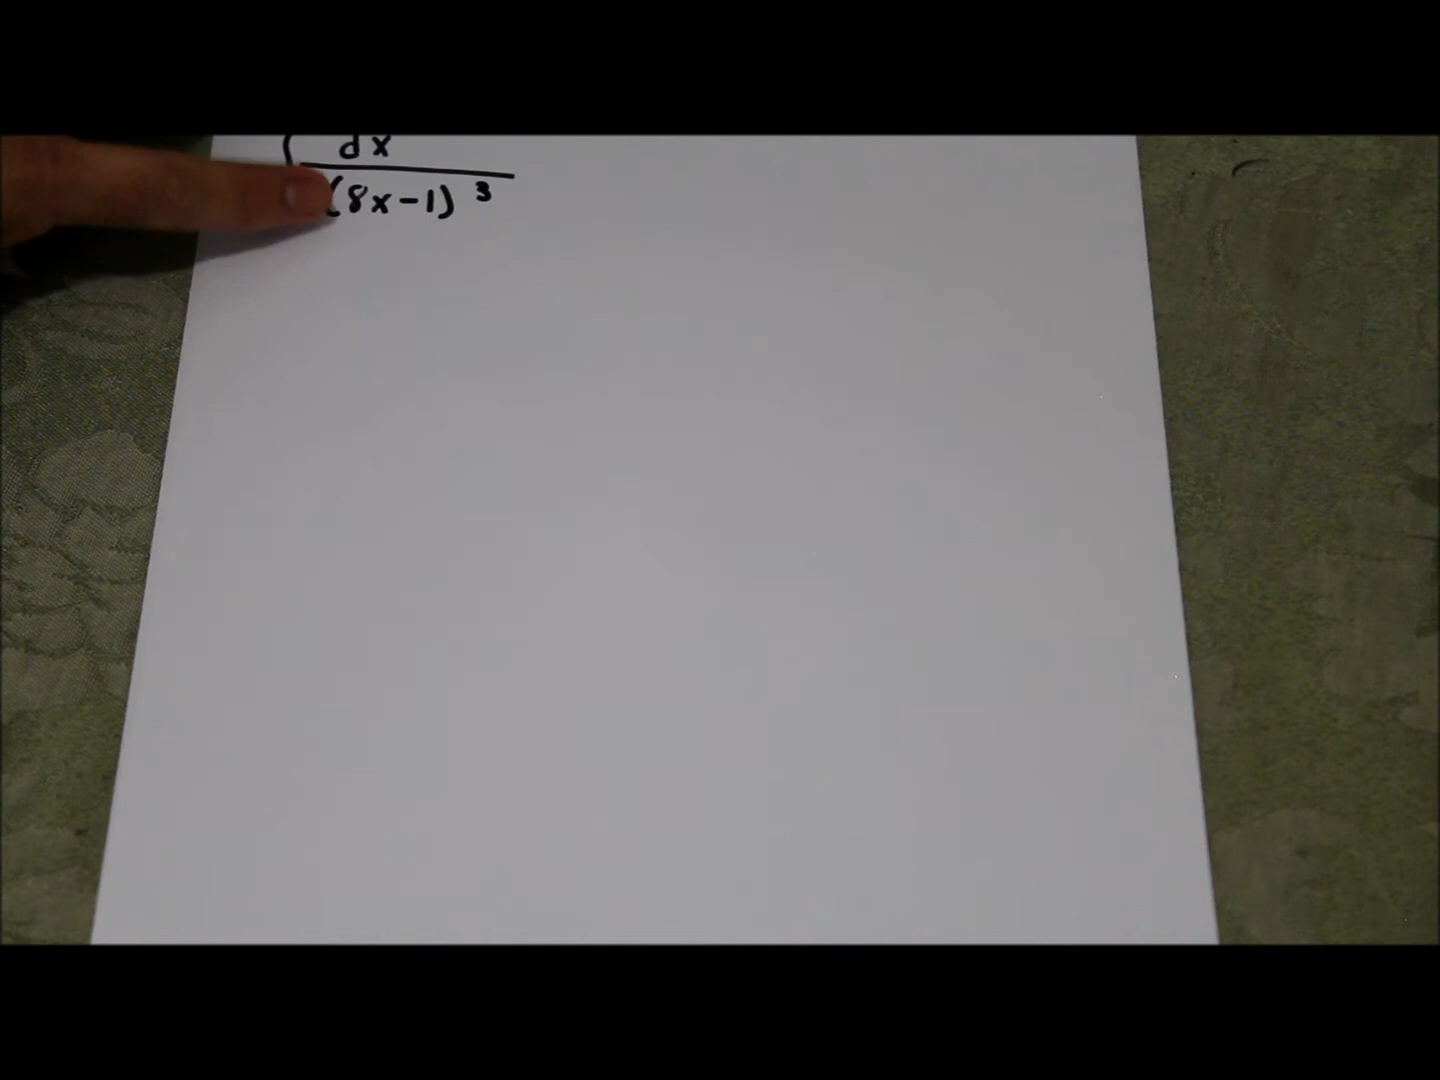 ∫ dx
(8x-1)³